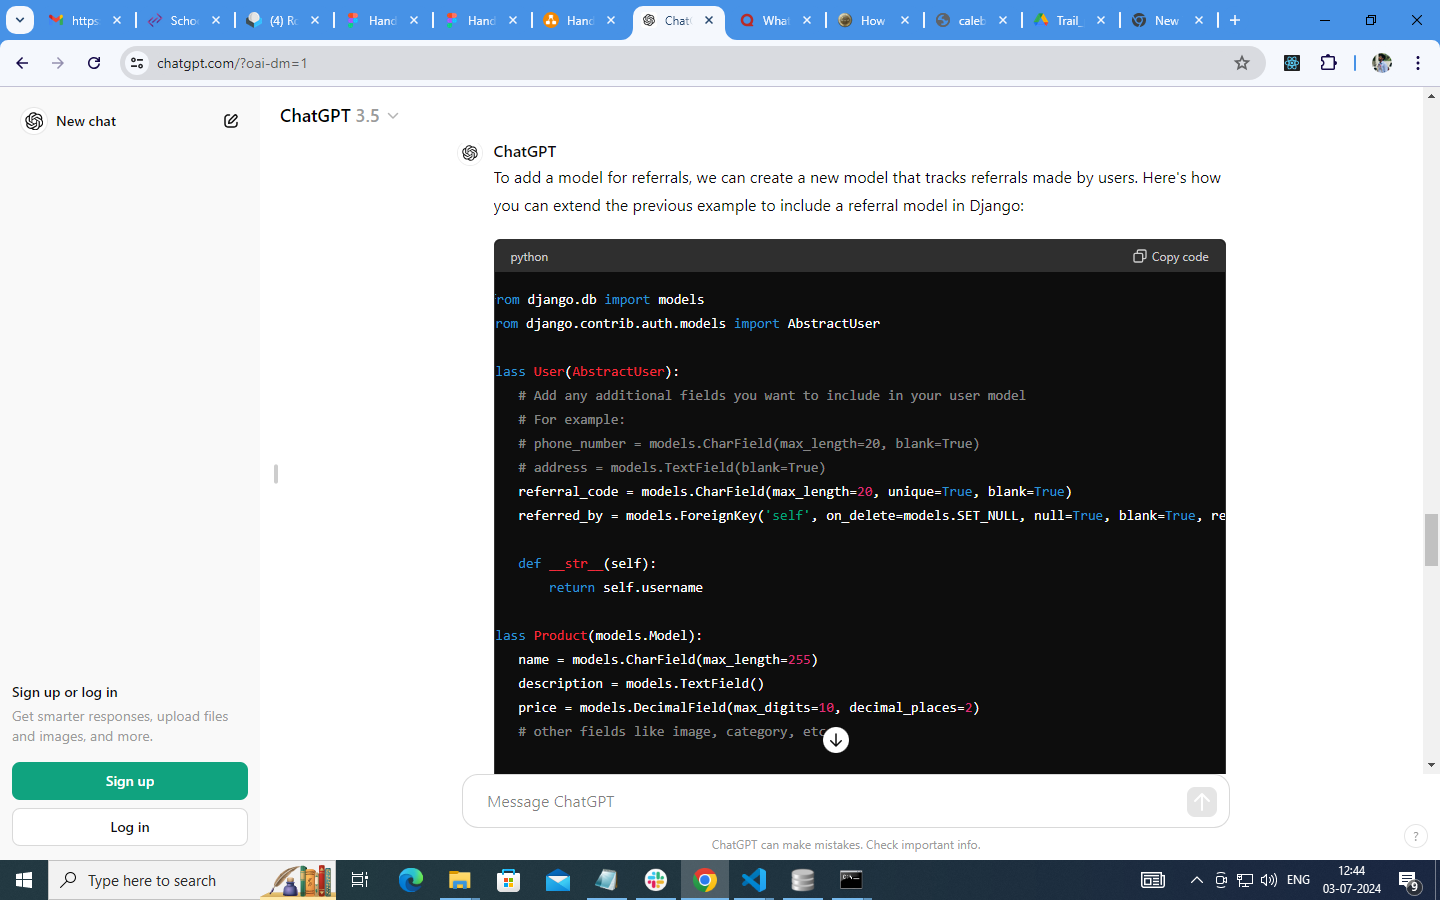 https:
Schoo
(4) Ro
Hand
Hand
Hand
ChatG
What
How
caleb
Trail_
New
chatgpt.com/?oai-dm=1
New chat
ChatGPT 3.5
ChatGPT
To add a model for referrals, we can create a new model that tracks referrals made by users. Here's how
you can extend the previous example to include a referral model in Django:
python
Copy code
rom django.db import models
rom django.contrib.auth.models import AbstractUser
lass User(AbstractUser):
# Add any additional fields you want to include in your user model
# For example:
# phone_number = models.CharField(max_length=20, blank=True)
# address = models.TextField(blank=True)
referral_code = models.CharField(max_length=20, unique=True, blank=True)
referred_by = models.ForeignKey('self', on_delete=models.SET_NULL, null=True, blank=True, re
def __str__(self):
return self.username
lass Product(models.Model):
name = models.CharField(max_length=255)
description = models.TextField()
price = models.DecimalField(max_digits=10, decimal_places=2)
# other fields like image, category, etc
Sign up or log in
Get smarter responses, upload files
and images, and more.
Sign up
Log in
Message ChatGPT
ChatGPT can make mistakes. Check important info.
?
Type here to search
ENG
12:44
03-07-2024
9